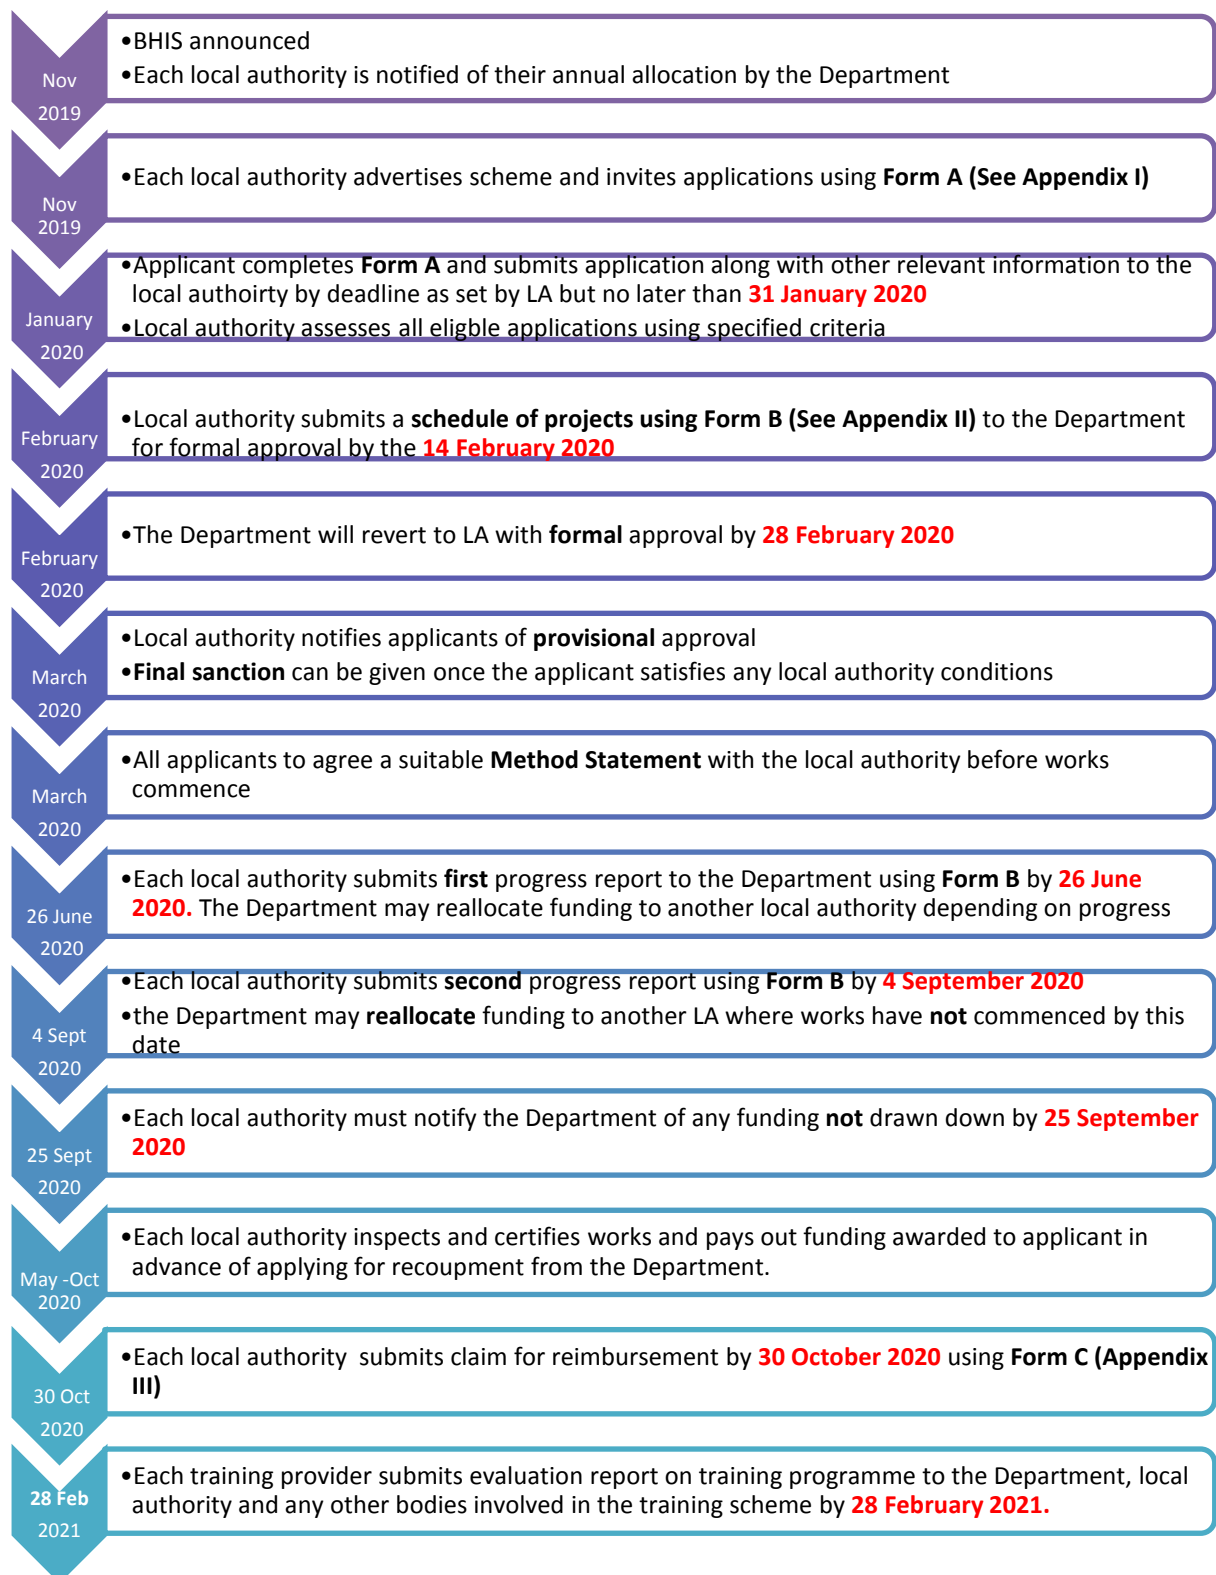 Nov
2019
•BHIS announced
•Each local authority is notified of their annual allocation by the Department
Nov
2019
•Each local authority advertises scheme and invites applications using Form A (See Appendix I)
January
2020
•Applicant completes Form A and submits application along with other relevant information to the
local authoirty by deadline as set by LA but no later than 31 January 2020
•Local authority assesses all eligble applications using specified criteria
February
2020
•Local authority submits a schedule of projects using Form B (See Appendix II) to the Department
for formal approval by the 14 February 2020
February
2020
•The Department will revert to LA with formal approval by 28 February 2020
March
2020
•Local authority notifies applicants of provisional approval
•Final sanction can be given once the applicant satisfies any local authority conditions
March
2020
•All applicants to agree a suitable Method Statement with the local authority before works
commence
26 June
2020
•Each local authority submits first progress report to the Department using Form B by 26 June
2020. The Department may reallocate funding to another local authority depending on progress
4 Sept
2020
•Each local authority submits second progress report using Form B by 4 September 2020
•the Department may reallocate funding to another LA where works have not commenced by this
date
25 Sept
2020
•Each local authority must notify the Department of any funding not drawn down by 25 September
2020
May -Oct
2020
•Each local authority inspects and certifies works and pays out funding awarded to applicant in
advance of applying for recoupment from the Department.
30 Oct
2020
•Each local authority  submits claim for reimbursement by 30 October 2020 using Form C (Appendix
III)
28 Feb
2021
•Each training provider submits evaluation report on training programme to the Department, local
authority and any other bodies involved in the training scheme by 28 February 2021.